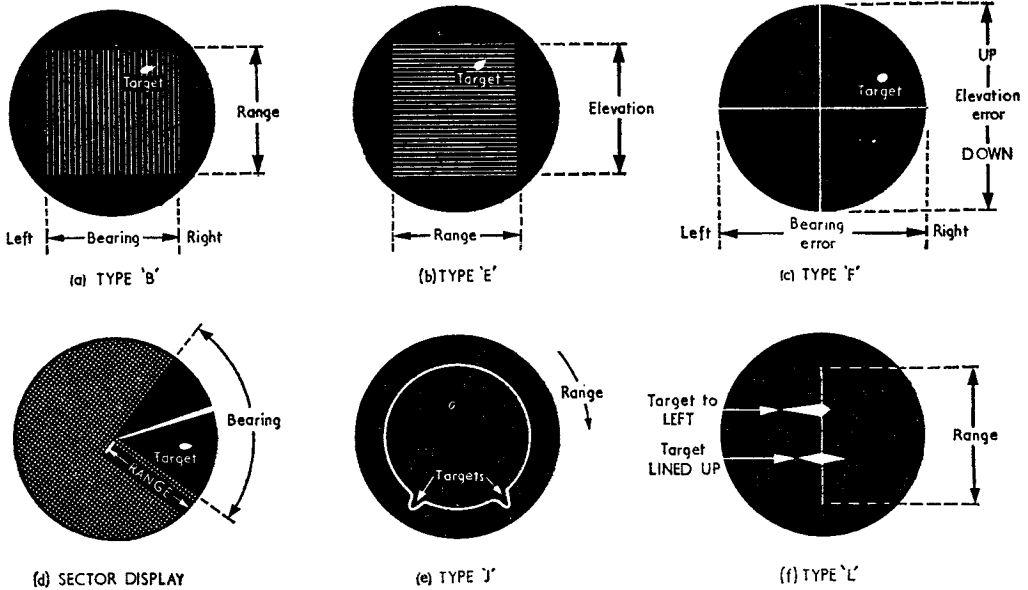 Target
Range
Left
Bearing
Right
(a) TYPE 'B'
Target
Elevation
Range
(b) TYPE 'E'
Target
UP
Elevation
error
DOWN
Left
Bearing
error
Right
(c) TYPE 'F'
Bearing
Target
RANGE
(d) SECTOR DISPLAY
Range
Targets
(e) TYPE 'J'
Target to
LEFT
Target
LINED UP
Range
(f) TYPE 'L'